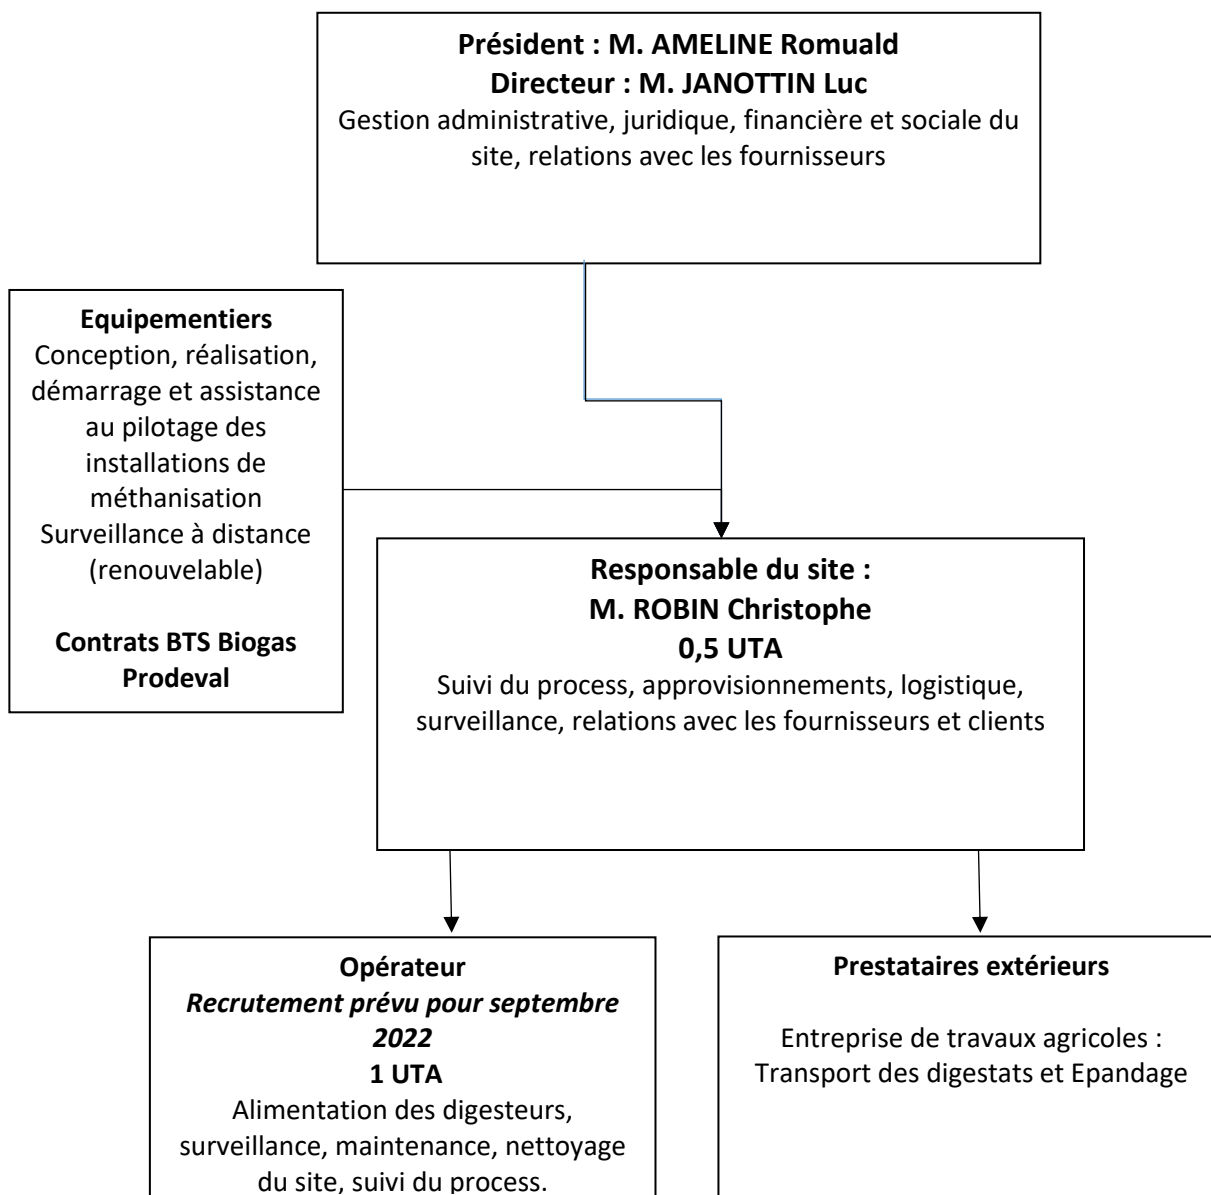 Président : M. AMELINE Romuald
Directeur : M. JANOTTIN Luc
Gestion administrative, juridique, financière et sociale du
site, relations avec les fournisseurs
Equipementiers
Conception, réalisation,
démarrage et assistance
au pilotage des
installations de
méthanisation
Surveillance à distance
(renouvelable)
Contrats BTS Biogas
Prodeval
Responsable du site :
M. ROBIN Christophe
0,5 UTA
Suivi du process, approvisionnements, logistique,
surveillance, relations avec les fournisseurs et clients
Opérateur
Recrutement prévu pour septembre
2022
1 UTA
Alimentation des digesteurs,
surveillance, maintenance, nettoyage
du site, suivi du process.
Prestataires extérieurs
Entreprise de travaux agricoles :
Transport des digestats et Epandage